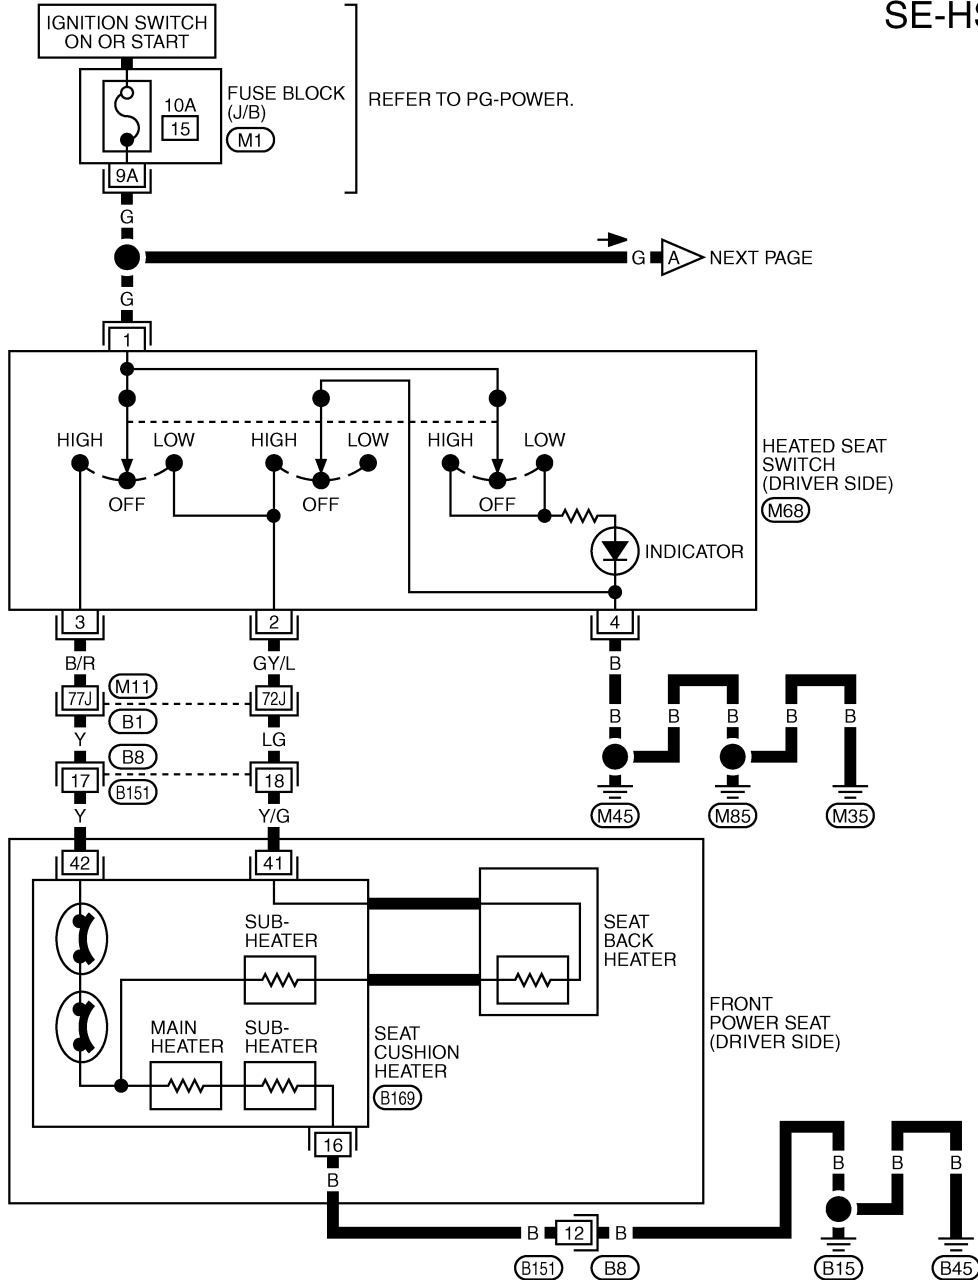 SE-HS
IGNITION SWITCH
ON OR START
FUSE BLOCK
(J/B)
10A
15
M1
REFER TO PG-POWER.
9A
G
G
A
NEXT PAGE
G
1
HIGH
LOW
HIGH
LOW
HIGH
LOW
OFF
OFF
OFF
HEATED SEAT
SWITCH
(DRIVER SIDE)
M68
INDICATOR
3
2
4
B/R
GY/L
B
77J
M11
72J
B1
Y
LG
B
B
B
B
B
B8
17
18
B151
Y
Y/G
M45
M85
M35
42
41
SUB-
HEATER
SEAT
BACK
HEATER
MAIN
HEATER
SUB-
HEATER
SEAT
CUSHION
HEATER
B169
FRONT
POWER SEAT
(DRIVER SIDE)
16
B
B
B
B
B
12
B
B151
B8
B15
B45